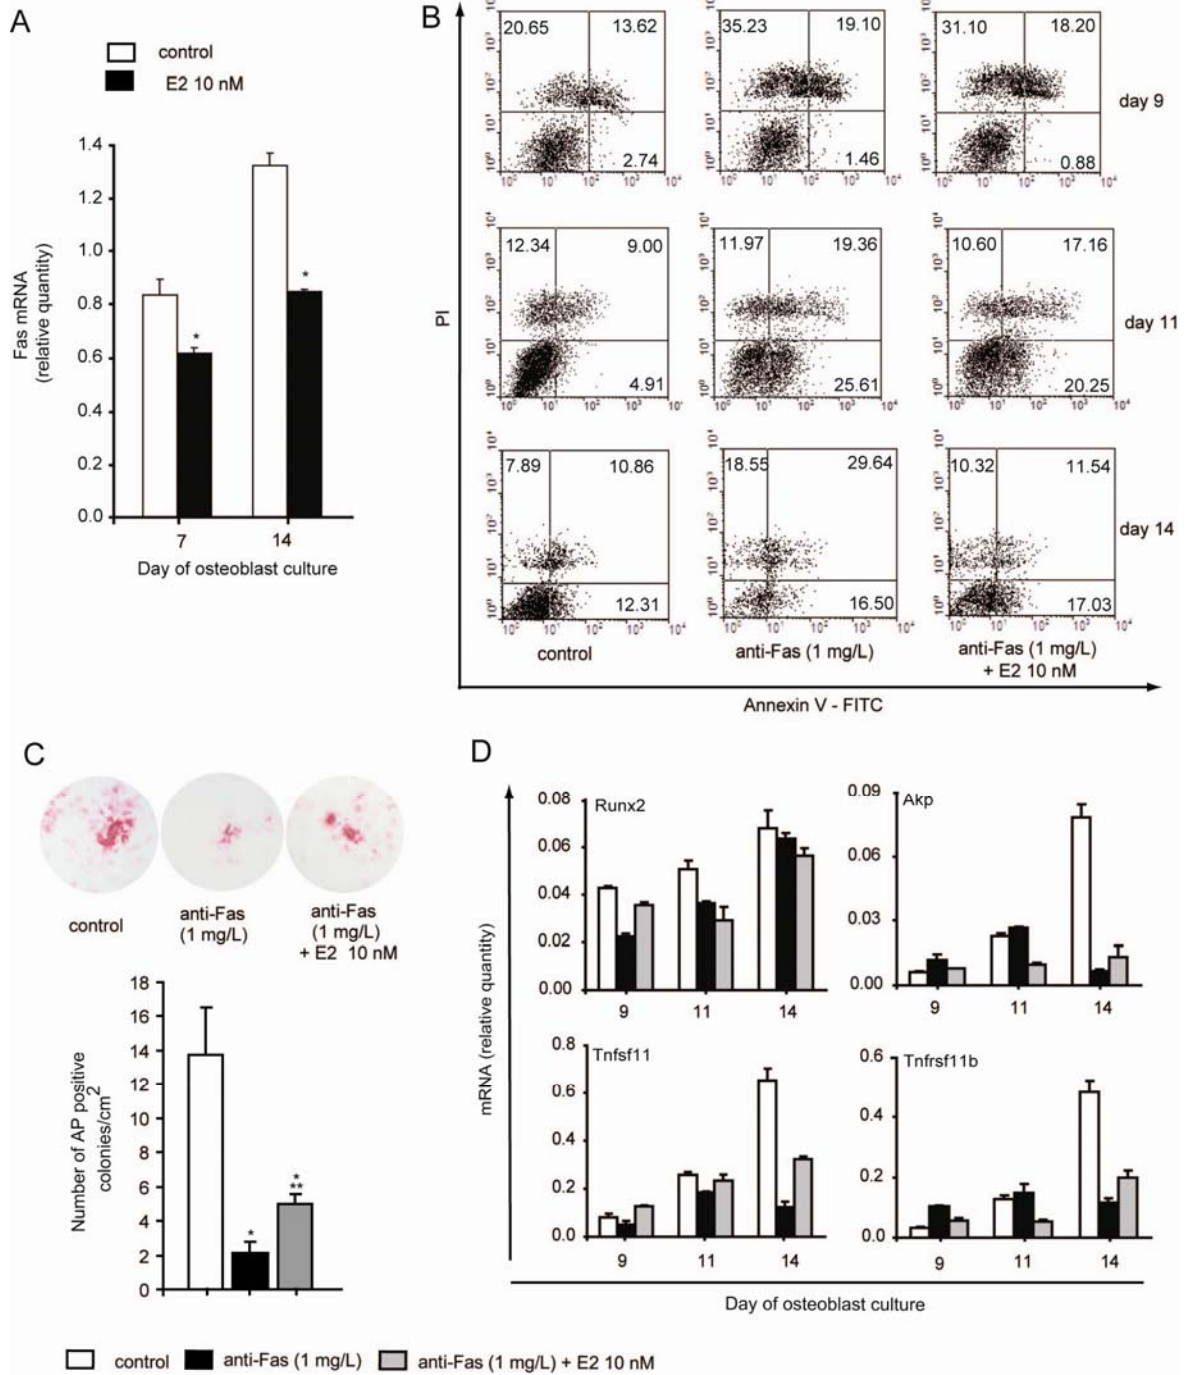 A
control
E2 10 nM
1.4
1.2
1.0
0.8
0.6
0.4
0.2
0.0
Fas mRNA
(relative quantity)
*
*
7 14
Day of osteoblast culture
B
PI
20.65 13.62
2.74
35.23 19.10
1.46
31.10 18.20
0.88
day 9
12.34 9.00
4.91
11.97 19.36
25.61
10.60 17.16
20.25
day 11
7.89 10.86
12.31
18.55 29.64
16.50
10.32 11.54
17.03
day 14
control
anti-Fas (1 mg/L)
anti-Fas (1 mg/L)
+ E2 10 nM
Annexin V - FITC
C
control
anti-Fas
(1 mg/L)
anti-Fas
(1 mg/L)
+ E2 10 nM
18
16
14
12
10
8
6
4
2
0
Number of AP positive
colonies/cm2
*
*
**
D
mRNA (relative quantity)
Runx2
0.08
0.06
0.04
0.02
0.00
9 11 14
Akp
0.09
0.06
0.03
0.00
9 11 14
Tnfsf11
0.8
0.6
0.4
0.2
0.0
9 11 14
Tnfrsf11b
0.6
0.4
0.2
0.0
9 11 14
Day of osteoblast culture
control anti-Fas (1 mg/L) anti-Fas (1 mg/L) + E2 10 nM